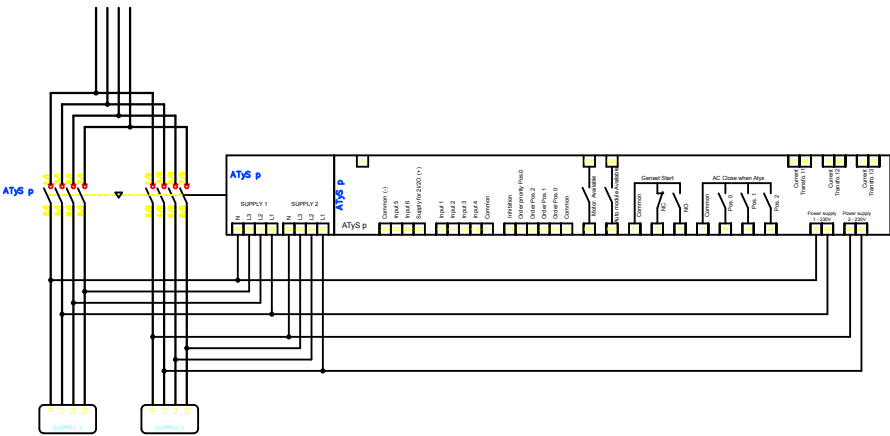 ATyS p
ATyS p
SUPPLY 1
SUPPLY 2
N
L3
L2
L1
N
L3
L2
L1
ATyS p
ATyS p
Common (-)
Input 5
Input 6
Input 1
Input 2
Input 3
Input 4
Common
Inhibition
Order priority Pos.0
Order Pos. 2
Order Pos. 1
Order Pos. 0
Common
Motor. Available
Auto module Available
Genset Start
Common
NC
NO
AC Close when Atys
Common
Pos. 0
Pos. 1
Pos. 2
Current
Transfo. I1
Current
Transfo. I2
Current
Transfo. I3
Power supply
1 - 230V
Power supply
2 - 230V
SUPPLY 1
SUPPLY 2